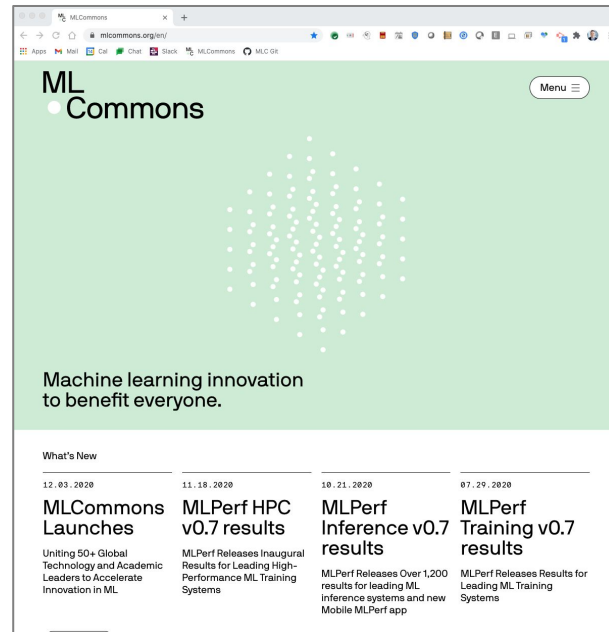 MLCommons
mlcommons.org/en/
Apps Mail Cal Chat Slack MLCommons MLC Git
ML
Commons
Menu
Machine learning innovation
to benefit everyone.
What's New
12.03.2020
MLCommons
Launches
Uniting 50+ Global
Technology and Academic
Leaders to Accelerate
Innovation in ML
11.18.2020
MLPerf HPC
v0.7 results
MLPerf Releases Inaugural
Results for Leading High-
Performance ML Training
Systems
10.21.2020
MLPerf
Inference v0.7
results
MLPerf Releases Over 1,200
results for leading ML
inference systems and new
Mobile MLPerf app
07.29.2020
MLPerf
Training v0.7
results
MLPerf Releases Results for
Leading ML Training
Systems